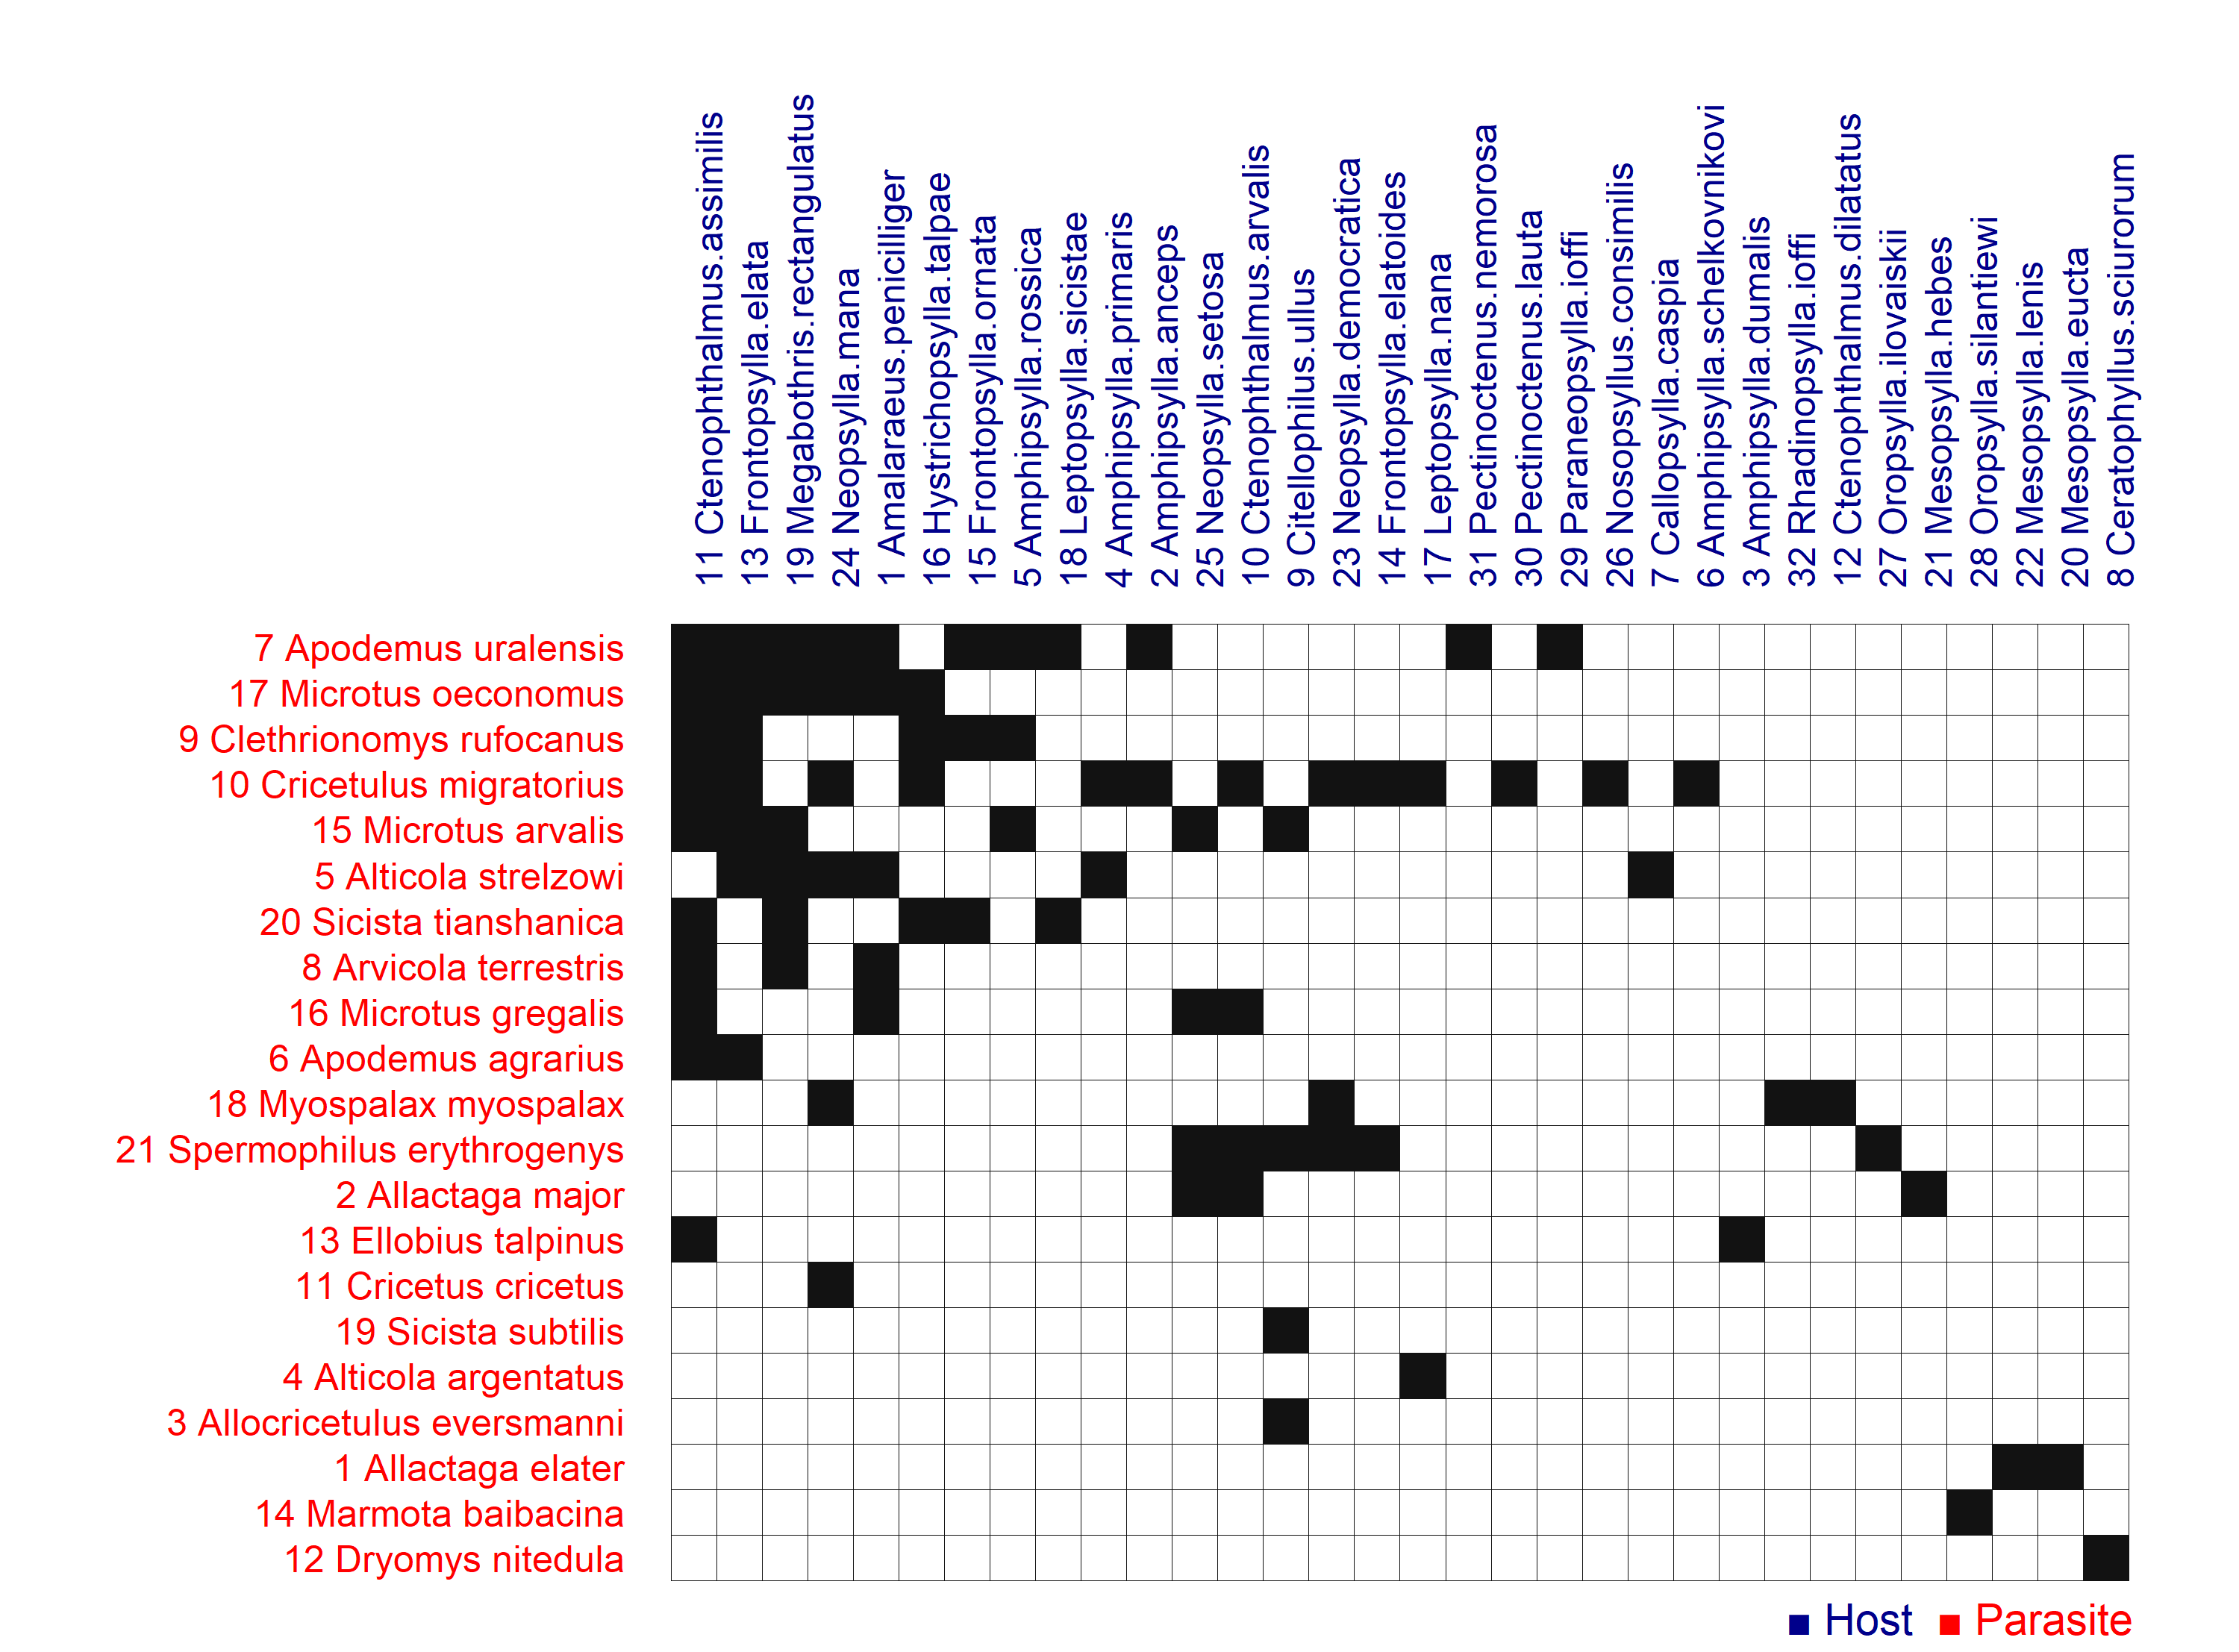 11 Ctenophthalmus.assimilis
13 Frontopsylla.elata
19 Megabothris.rectangulatus
24 Neopsylla.mana
1 Amalaraeus.penicilliger
16 Hystrichopsylla.talpae
15 Frontopsylla.ornata
5 Amphipsylla.rossica
18 Leptopsylla.sicistae
4 Amphipsylla.primaris
2 Amphipsylla.anceps
25 Neopsylla.setosa
10 Ctenophthalmus.arvalis
9 Citellophilus.ullus
23 Neopsylla.democratica
14 Frontopsylla.elatoides
17 Leptopsylla.nana
31 Pectinoctenus.nemorosa
30 Pectinoctenus.lauta
29 Paraneopsylla.ioffi
26 Nosopsyllus.consimilis
7 Callopsylla.caspia
6 Amphipsylla.schelkovnikovi
3 Amphipsylla.dumalis
32 Rhadinopsylla.ioffi
12 Ctenophthalmus.dilatatus
27 Oropsylla.ilovaiskii
21 Mesopsylla.hebes
28 Oropsylla.silantiewi
22 Mesopsylla.lenis
20 Mesopsylla.eucta
8 Ceratophyllus.sciurorum
7 Apodemus uralensis
17 Microtus oeconomus
9 Clethrionomys rufocanus
10 Cricetulus migratorius
15 Microtus arvalis
5 Alticola strelzowi
20 Sicista tianshanica
8 Arvicola terrestris
16 Microtus gregalis
6 Apodemus agrarius
18 Myospalax myospalax
21 Spermophilus erythrogenys
2 Allactaga major
13 Ellobius talpinus
11 Cricetus cricetus
19 Sicista subtilis
4 Alticola argentatus
3 Allocricetulus eversmanni
1 Allactaga elater
14 Marmota baibacina
12 Dryomys nitedula
Host Parasite